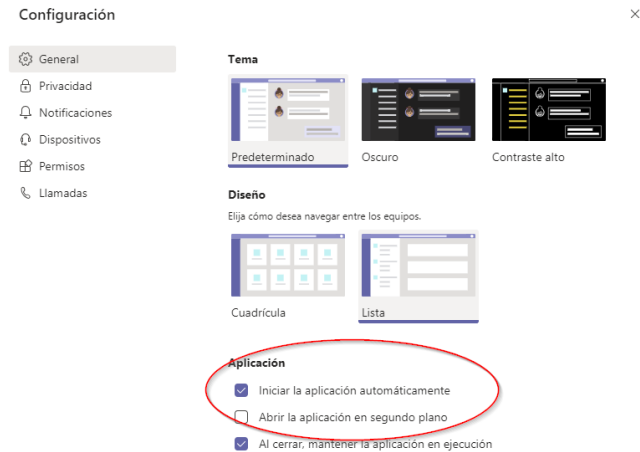 Configuración
General
Privacidad
Notificaciones
Dispositivos
Permisos
Llamadas
Tema
Predeterminado
Oscuro
Contraste alto
Diseño
Elija cómo desea navegar entre los equipos.
Cuadrícula
Lista
Aplicación
Iniciar la aplicación automáticamente
Abrir la aplicación en segundo plano
Al cerrar, mantener la aplicación en ejecución